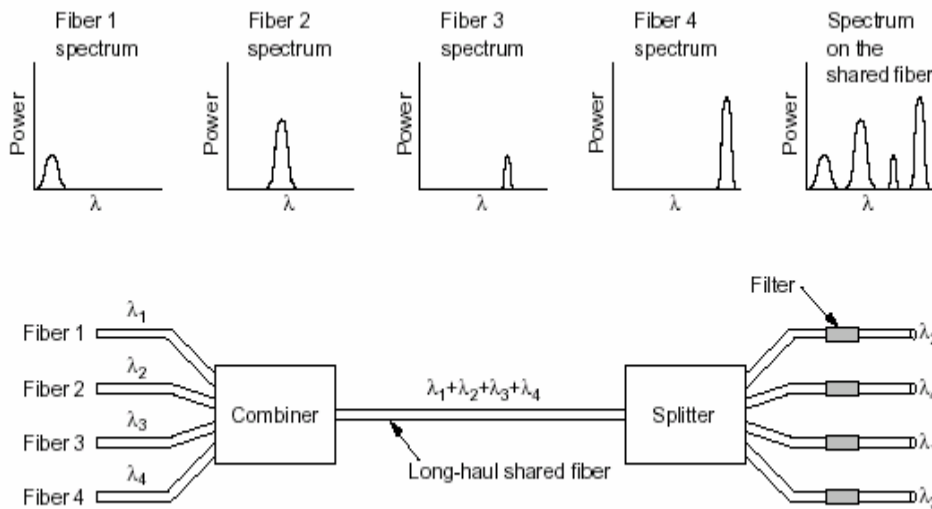 Fiber 1
spectrum
Fiber 2
spectrum
Fiber 3
spectrum
Fiber 4
spectrum
Spectrum
on the
shared fiber
Power
λ
Power
λ
Power
λ
Power
λ
Power
λ
Filter
Fiber 1
λ1
Fiber 2
λ2
Fiber 3
λ3
Fiber 4
λ4
Combiner
λ1+λ2+λ3+λ4
Long-haul shared fiber
Splitter
λ
λ
λ
λ